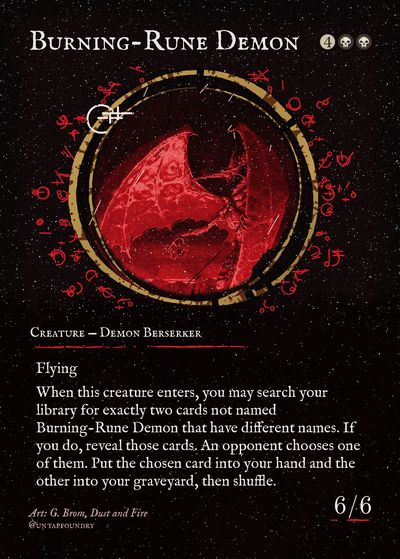 Burning-Rune Demon 4
Creature – Demon Berserker
Flying
When this creature enters, you may search your
library for exactly two cards not named
Burning-Rune Demon that have different names. If
you do, reveal those cards. An opponent chooses one
of them. Put the chosen card into your hand and the
other into your graveyard, then shuffle.
6/6
Art: G. Brom, Dust and Fire
@untapfoundry